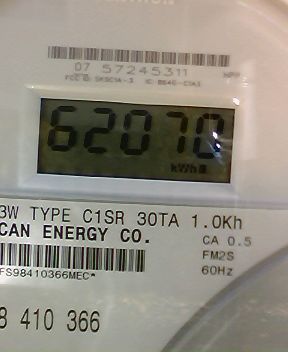 07 57245311
62070
kWh
3W TYPE C1SR 30TA 1.0Kh
CAN ENERGY CO.
CA 0.5
FM2S
60Hz
FS98410366MEC*
8 410 366